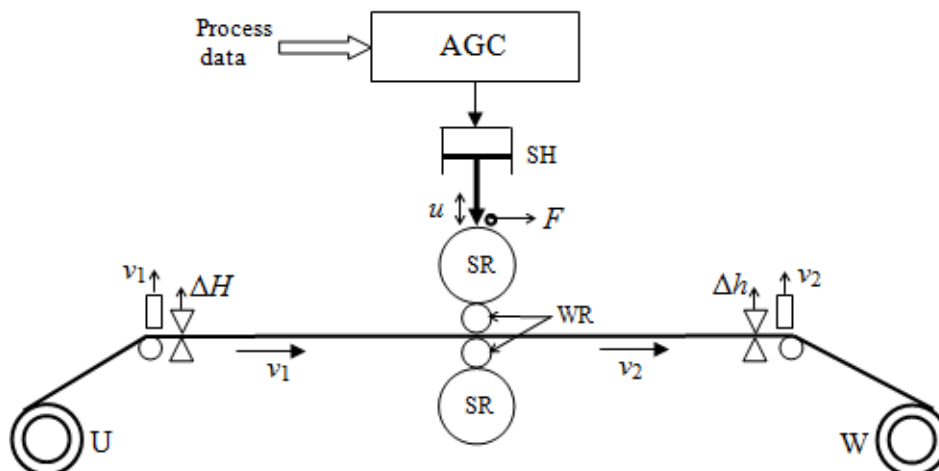 Process
data
AGC
SH
u
F
SR
v1
ΔH
Δh
v2
WR
v1
v2
SR
U
W